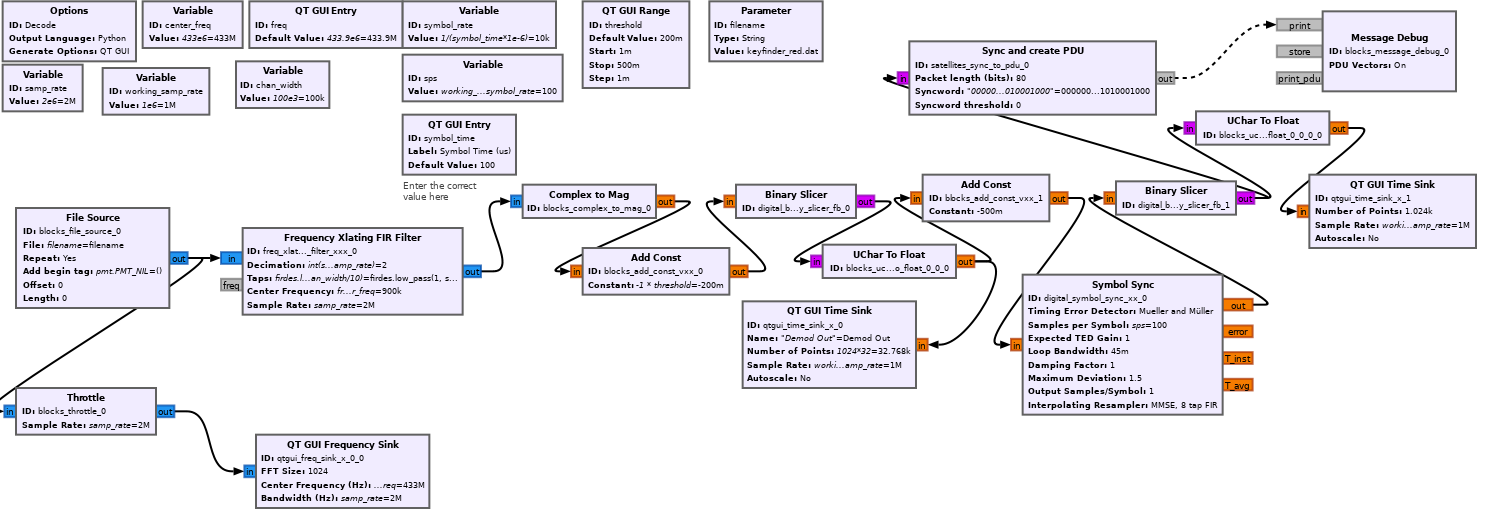 Options
ID: Decode
Output Language: Python
Generate Options: QT GUI
Variable
ID: center_freq
Value: 433e6=433M
QT GUI Entry
ID: freq
Default Value: 433.9e6=433.9M
Variable
ID: symbol_rate
Value: 1/(symbol_time*1e-6)=10k
QT GUI Range
ID: threshold
Default Value: 200m
Start: 1m
Stop: 500m
Step: 1m
Parameter
ID: filename
Type: String
Value: keyfinder_red.dat
Variable
ID: samp_rate
Value: 2e6=2M
Variable
ID: working_samp_rate
Value: 1e6=1M
Variable
ID: chan_width
Value: 100e3=100k
Variable
ID: sps
Value: working_...symbol_rate=100
QT GUI Entry
ID: symbol_time
Label: Symbol Time (us)
Default Value: 100
Enter the correct
value here
Sync and create PDU
ID: satellites_sync_to_pdu_0
Packet length (bits): 80
Syncword: "00000...010001001"=000000...1010001000
Syncword threshold: 0
in
out
print
store
print_pdu
Message Debug
ID: blocks_message_debug_0
PDU Vectors: On
UChar To Float
ID: blocks_uc...float_0_0_0_0
in
out
File Source
ID: blocks_file_source_0
File: filename=filename
Repeat: Yes
Add begin tag: pmt.PMT_NIL=()
Offset: 0
Length: 0
out
in
freq
Frequency Xlating FIR Filter
ID: freq_xlat..._filter_xxx_0
Decimation: int(s...amp_rate)=2
Taps: firdes.l...an_width/10)=firdes.low_pass(1, s...
Center Frequency: fr...r_freq=900k
Sample Rate: samp_rate=2M
out
in
Complex to Mag
ID: blocks_complex_to_mag_0
out
in
Add Const
ID: blocks_add_const_vxx_0
Constant: -1 * threshold=-200m
out
in
Binary Slicer
ID: digital_b...y_slicer_fb_0
out
in
UChar To Float
ID: blocks_uc...o_float_0_0_0
out
in
Add Const
ID: blocks_add_const_vxx_1
Constant: -500m
out
in
Binary Slicer
ID: digital_b...y_slicer_fb_1
out
in
QT GUI Time Sink
ID: qtgui_time_sink_x_1
Number of Points: 1.024k
Sample Rate: worki...amp_rate=1M
Autoscale: No
QT GUI Time Sink
ID: qtgui_time_sink_x_0
Name: "Demod Out"=Demod Out
Number of Points: 1024*32=32.768k
Sample Rate: worki...amp_rate=1M
Autoscale: No
in
in
Symbol Sync
ID: digital_symbol_sync_xx_0
Timing Error Detector: Mueller and Müller
Samples per Symbol: sps=100
Expected TED Gain: 1
Loop Bandwidth: 45m
Damping Factor: 1
Maximum Deviation: 1.5
Output Samples/Symbol: 1
Interpolating Resampler: MMSE, 8 tap FIR
out
error
T_inst
T_avg
in
Throttle
ID: blocks_throttle_0
Sample Rate: samp_rate=2M
out
in
QT GUI Frequency Sink
ID: qtgui_freq_sink_x_0_0
FFT Size: 1024
Center Frequency (Hz): ...req=433M
Bandwidth (Hz): samp_rate=2M